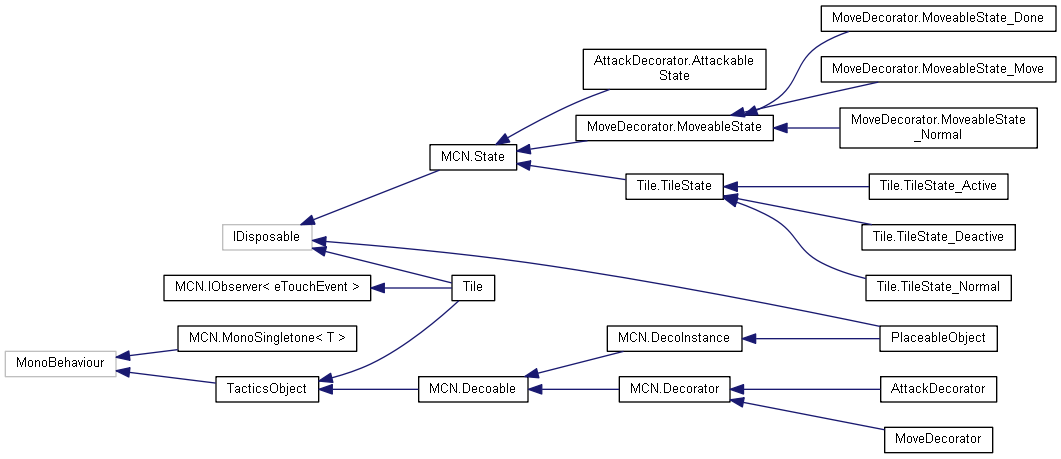 MoveDecorator.MoveableState_Done
AttackDecorator.Attackable
State
MoveDecorator.MoveableState_Move
MoveDecorator.MoveableState
MoveDecorator.MoveableState
_Normal
MCN.State
Tile.TileState
Tile.TileState_Active
IDisposable
Tile.TileState_Deactive
MCN.IObserver< eTouchEvent >
Tile
Tile.TileState_Normal
MCN.MonoSingletone< T >
MCN.DecoInstance
PlaceableObject
MonoBehaviour
TacticsObject
MCN.Decoable
MCN.Decorator
AttackDecorator
MoveDecorator